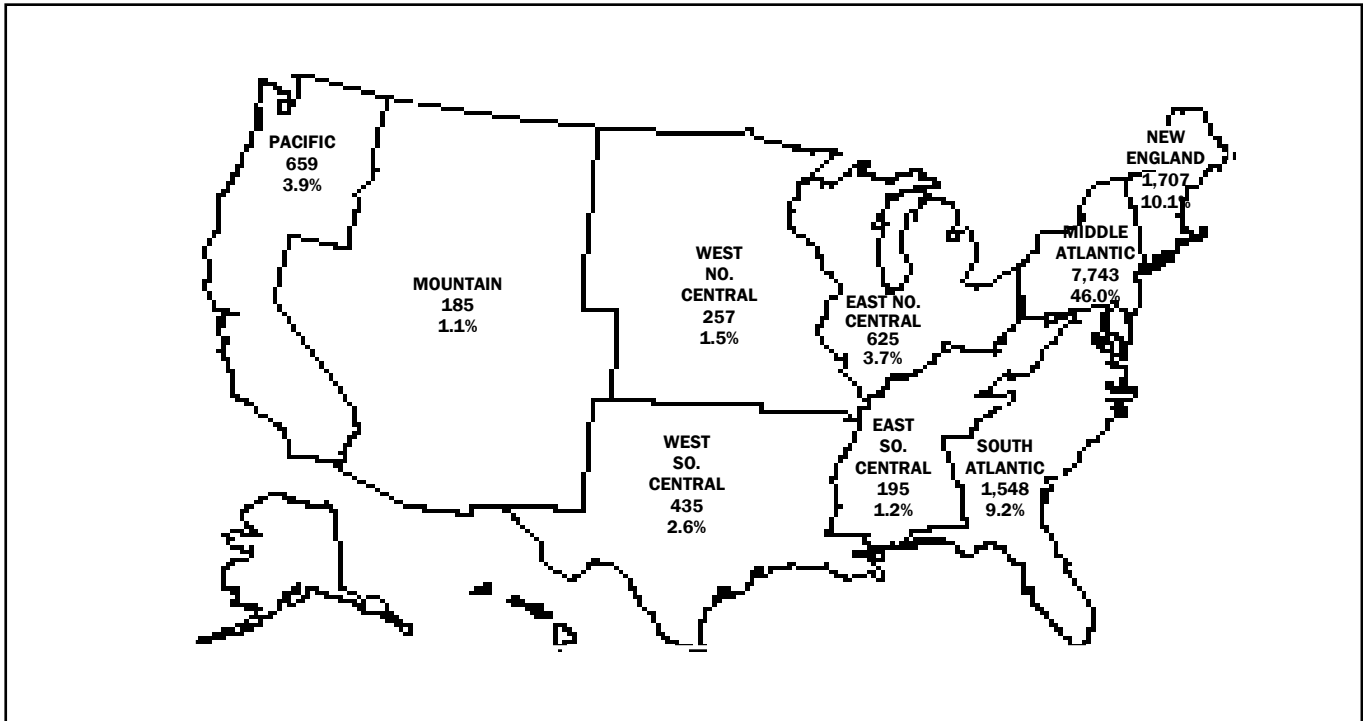 PACIFIC
659
3.9%
MOUNTAIN
185
1.1%
WEST
NO.
CENTRAL
257
1.5%
EAST NO.
CENTRAL
625
3.7%
NEW
ENGLAND
1,707
10.1%
MIDDLE
ATLANTIC
7,743
46.0%
WEST
SO.
CENTRAL
435
2.6%
EAST
SO.
CENTRAL
195
1.2%
SOUTH
ATLANTIC
1,548
9.2%